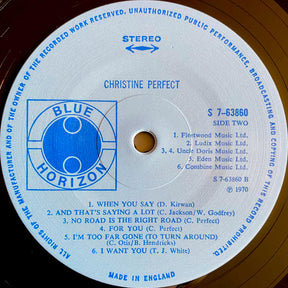 ALL RIGHTS OF THE MANUFACTURER AND OF THE OWNER OF THE RECORDED WORK RESERVED. UNAUTHORIZED PUBLIC PERFORMANCE, BROADCASTING AND COPYING OF THIS RECORD PROHIBITED.
STEREO
CHRISTINE PERFECT
S 7-63860
SIDE TWO
1 Fleetwood Music Ltd.
2 Ludix Music Ltd.
3, 4 Uncle Doris Music Ltd.
5 Eden Music Ltd.
6 Combine Music Ltd.
S 7-63860 B
℗ 1970
BLUE
HORIZON
1. WHEN YOU SAY (D. Kirwan)
2. AND THAT'S SAYING A LOT (C. Jackson/W. Godfrey)
3. NO ROAD IS THE RIGHT ROAD (C. Perfect)
4. FOR YOU (C. Perfect)
5. I'M TOO FAR GONE (TO TURN AROUND)
(C. Otis/B. Hendricks)
6. I WANT YOU (T. J. White)
MADE IN ENGLAND